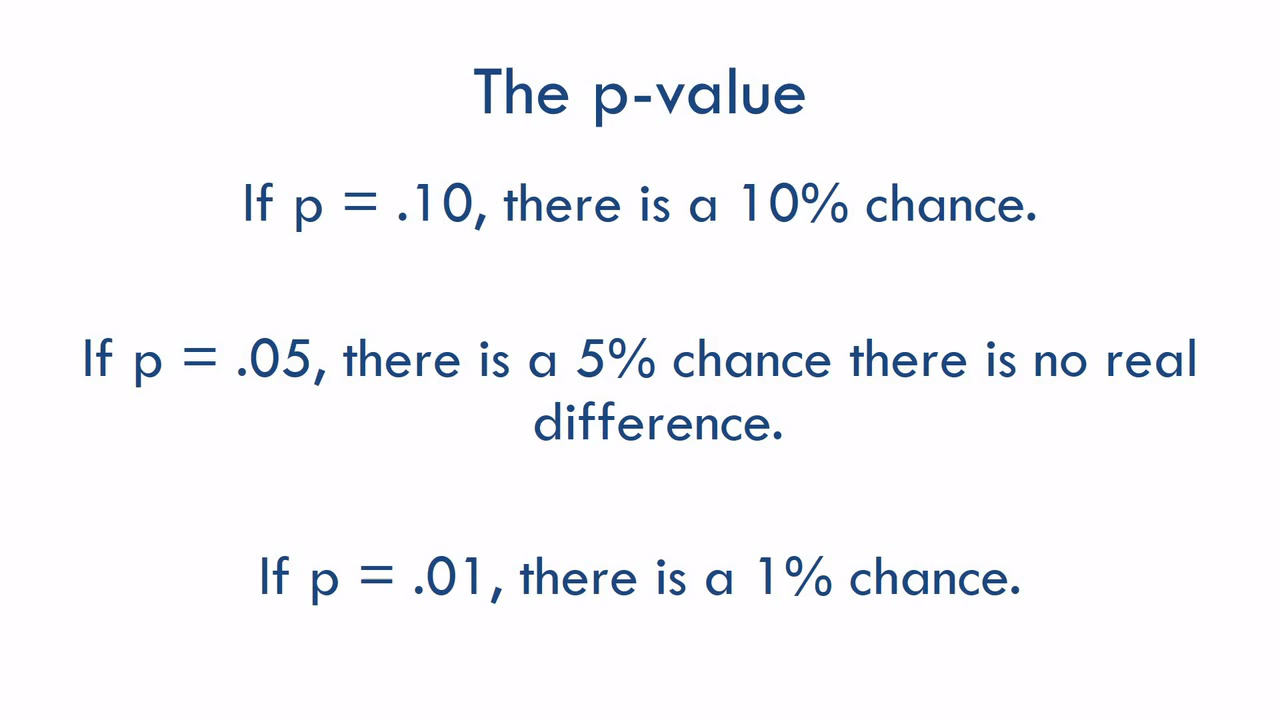 The p-value
If p = .10, there is a 10% chance.
If p = .05, there is a 5% chance there is no real
difference.
If p = .01, there is a 1% chance.